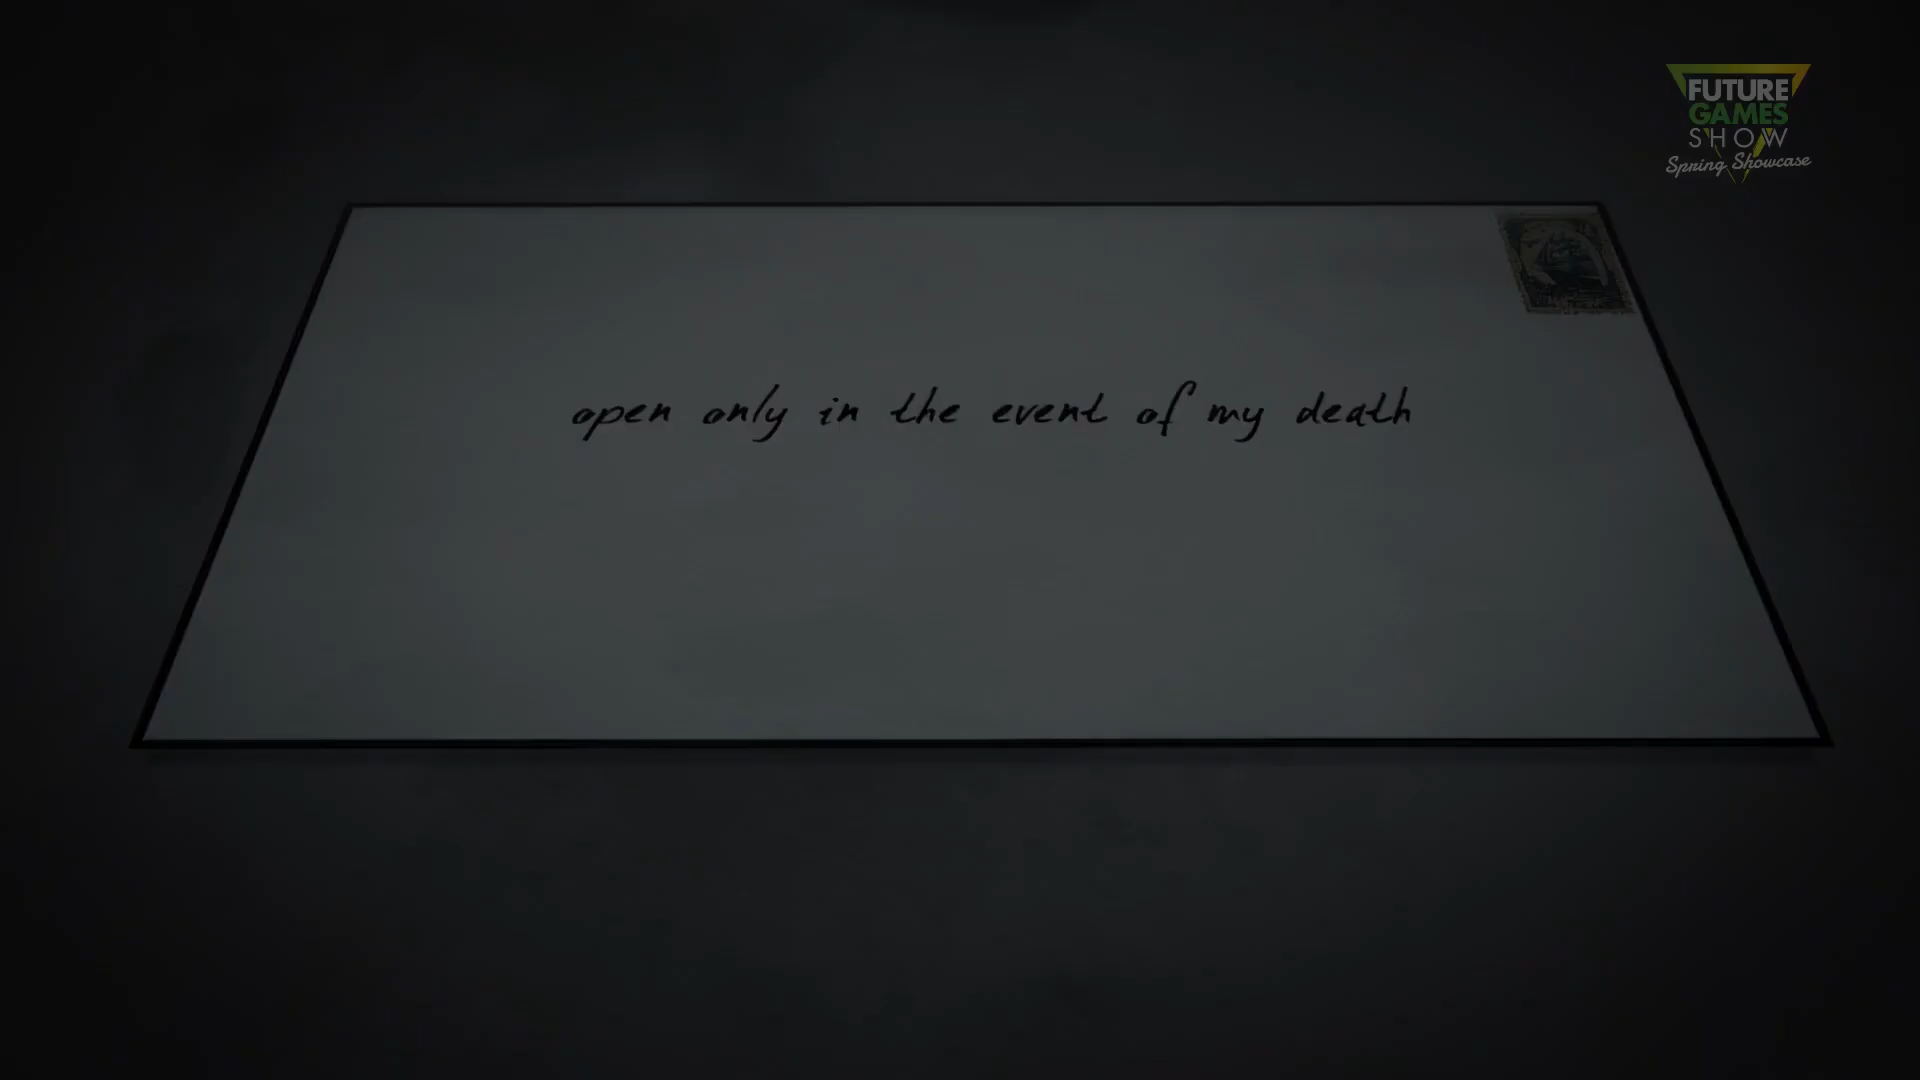 FUTURE
GAMES
SHOW
Spring Showcase
open only in the event of my death